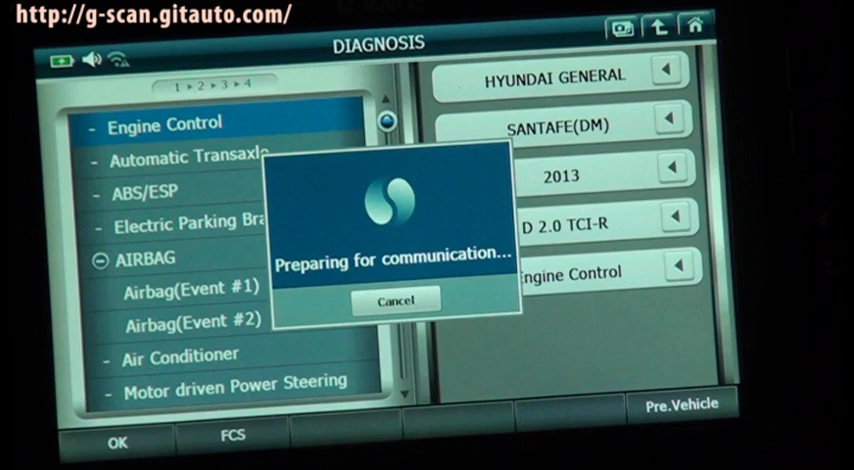 http://g-scan.gitauto.com/
DIAGNOSIS
1 ▸ 2 ▸ 3 ▸ 4
- Engine Control
- Automatic Transaxle
- ABS/ESP
- Electric Parking Bra
AIRBAG
Airbag(Event #1)
Airbag(Event #2)
- Air Conditioner
- Motor driven Power Steering
HYUNDAI GENERAL
SANTAFE(DM)
2013
D 2.0 TCI-R
Engine Control
Preparing for communication...
Cancel
OK
FCS
Pre.Vehicle